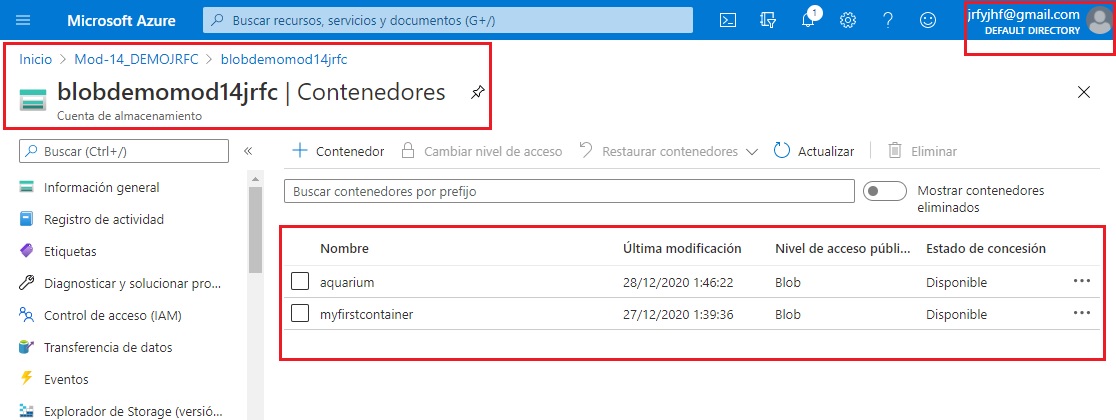 Microsoft Azure
Buscar recursos, servicios y documentos (G+/)
1
jrfyjhf@gmail.com
DEFAULT DIRECTORY
Inicio > Mod-14_DEMOJRFC > blobdemomod14jrfc
blobdemomod14jrfc | Contenedores
Cuenta de almacenamiento
Buscar (Ctrl+/)
Información general
Registro de actividad
Etiquetas
Diagnosticar y solucionar pro...
Control de acceso (IAM)
Transferencia de datos
Eventos
Explorador de Storage (versió...
Contenedor Cambiar nivel de acceso Restaurar contenedores Actualizar Eliminar
Buscar contenedores por prefijo
Mostrar contenedores
eliminados
Nombre Última modificación Nivel de acceso públi... Estado de concesión
aquarium 28/12/2020 1:46:22 Blob Disponible
myfirstcontainer 27/12/2020 1:39:36 Blob Disponible